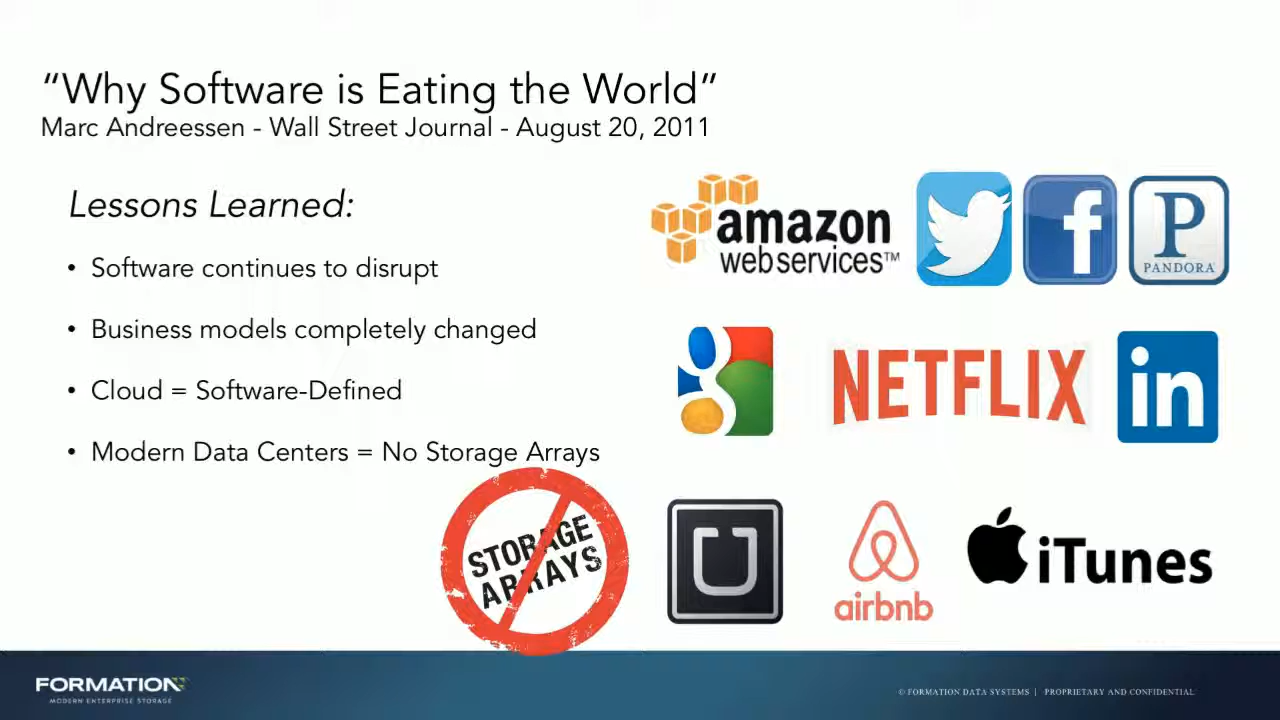 “Why Software is Eating the World”
Marc Andreessen - Wall Street Journal - August 20, 2011
Lessons Learned:
• Software continues to disrupt
• Business models completely changed
• Cloud = Software-Defined
• Modern Data Centers = No Storage Arrays
STORAGE
ARRAYS
amazon
webservices™
f
P
PANDORA
g
NETFLIX
in
U
airbnb
iTunes
FORMATION
MODERN ENTERPRISE STORAGE
© FORMATION DATA SYSTEMS | PROPRIETARY AND CONFIDENTIAL